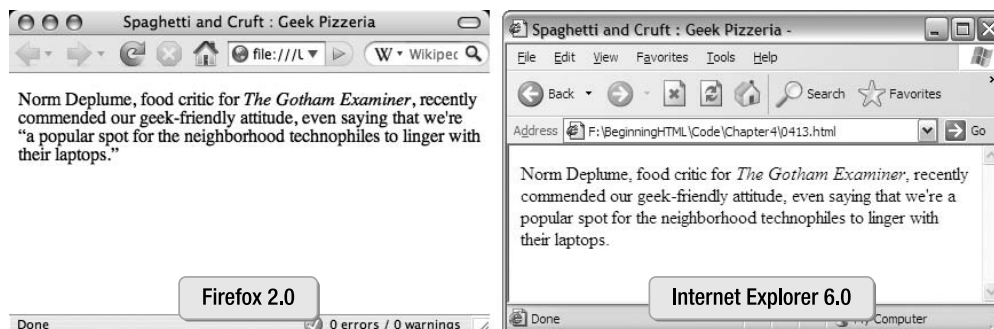 Spaghetti and Cruft : Geek Pizzeria
file:///L
W
Wikipec
Norm Deplume, food critic for The Gotham Examiner, recently
commended our geek-friendly attitude, even saying that we're
“a popular spot for the neighborhood technophiles to linger with
their laptops.”
Firefox 2.0
Done
0 errors / 0 warnings
Spaghetti and Cruft : Geek Pizzeria -
File Edit View Favorites Tools Help
Back Search Favorites
Address F:\BeginningHTML\Code\Chapter4\0413.html Go
Norm Deplume, food critic for The Gotham Examiner, recently
commended our geek-friendly attitude, even saying that we're a
popular spot for the neighborhood technophiles to linger with
their laptops.
Internet Explorer 6.0
Done
My Computer